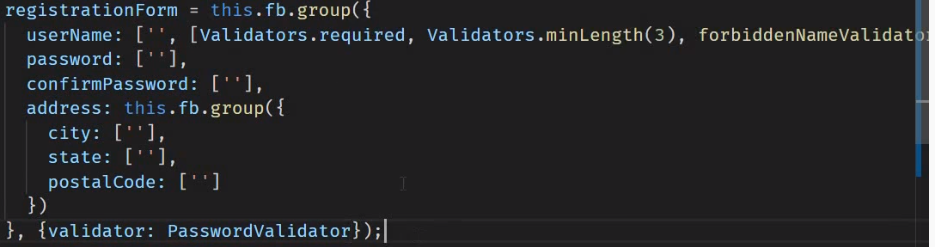 registrationForm = this.fb.group({
userName: ['', [Validators.required, Validators.minLength(3), forbiddenNameValidato
password: [''],
confirmPassword: [''],
address: this.fb.group({
city: [''],
state: [''],
postalCode: ['']
})
}, {validator: PasswordValidator});